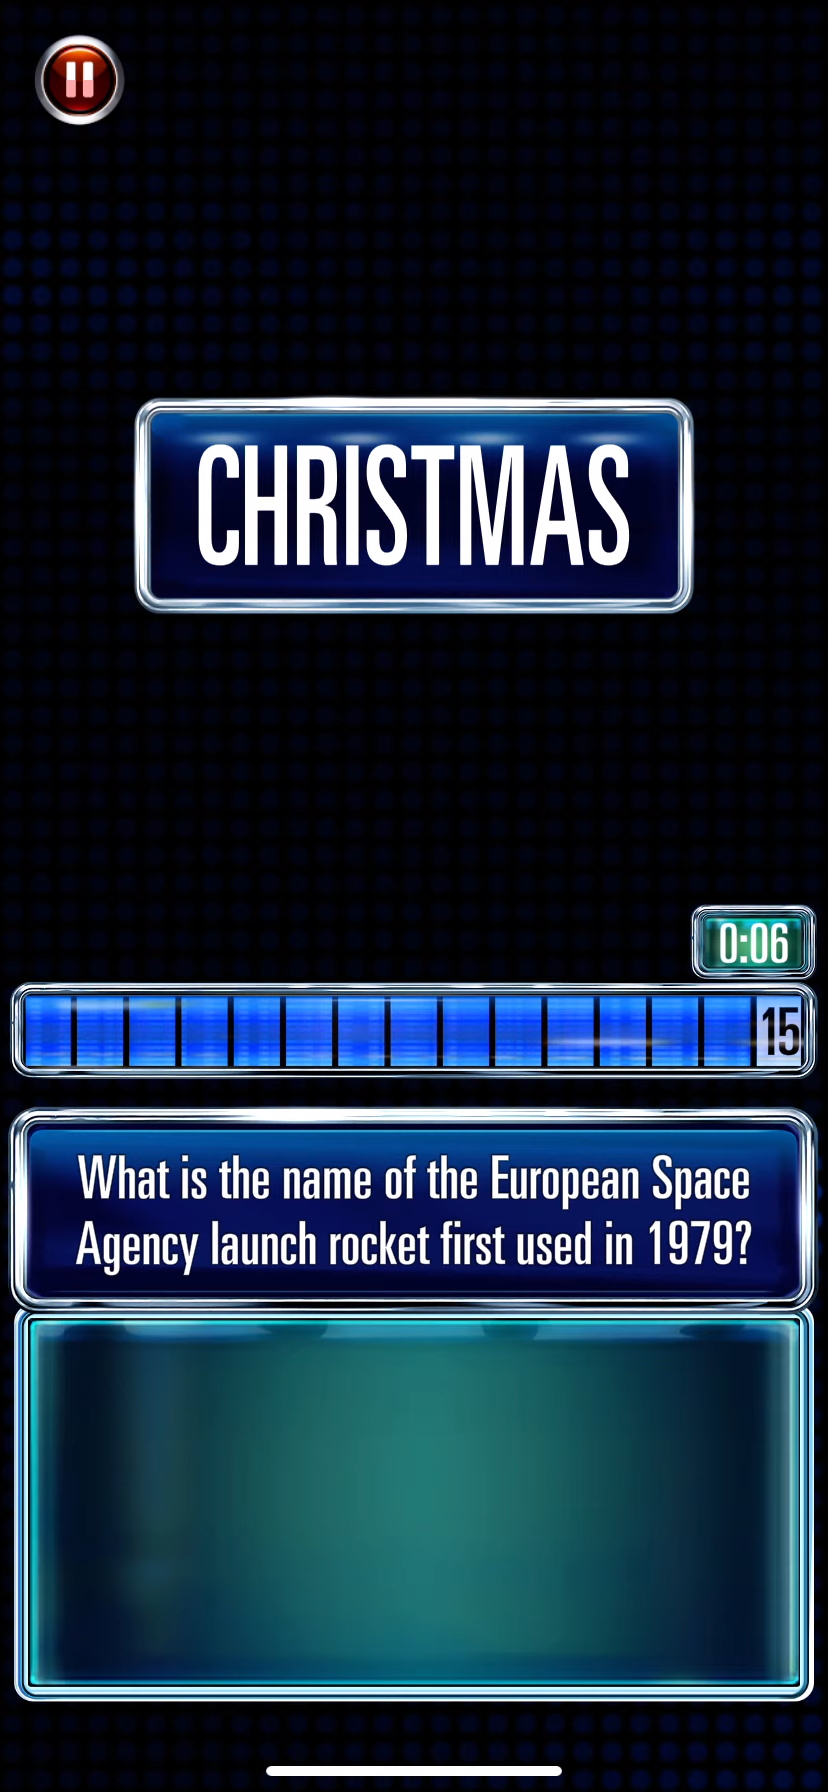 CHRISTMAS
0:06
15
What is the name of the European Space
Agency launch rocket first used in 1979?